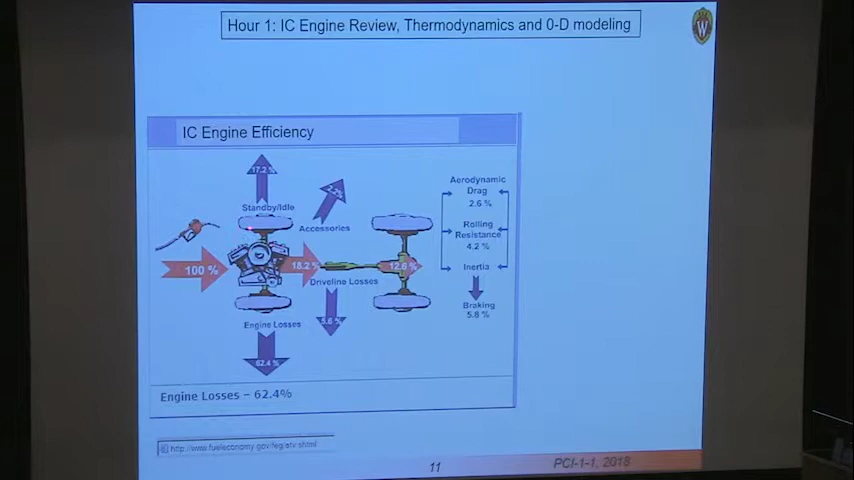 Hour 1: IC Engine Review, Thermodynamics and 0-D modeling
W
IC Engine Efficiency
17.2 %
2.2%
Standby/Idle
Accessories
Aerodynamic
Drag
2.6 %
Rolling
Resistance
4.2 %
Inertia
Braking
5.8 %
100 %
18.2 %
12.6 %
Driveline Losses
5.6 %
Engine Losses
62.4 %
Engine Losses – 62.4%
http://www.fueleconomy.gov/feg/atv.shtml
11
PCI-1-1, 2018